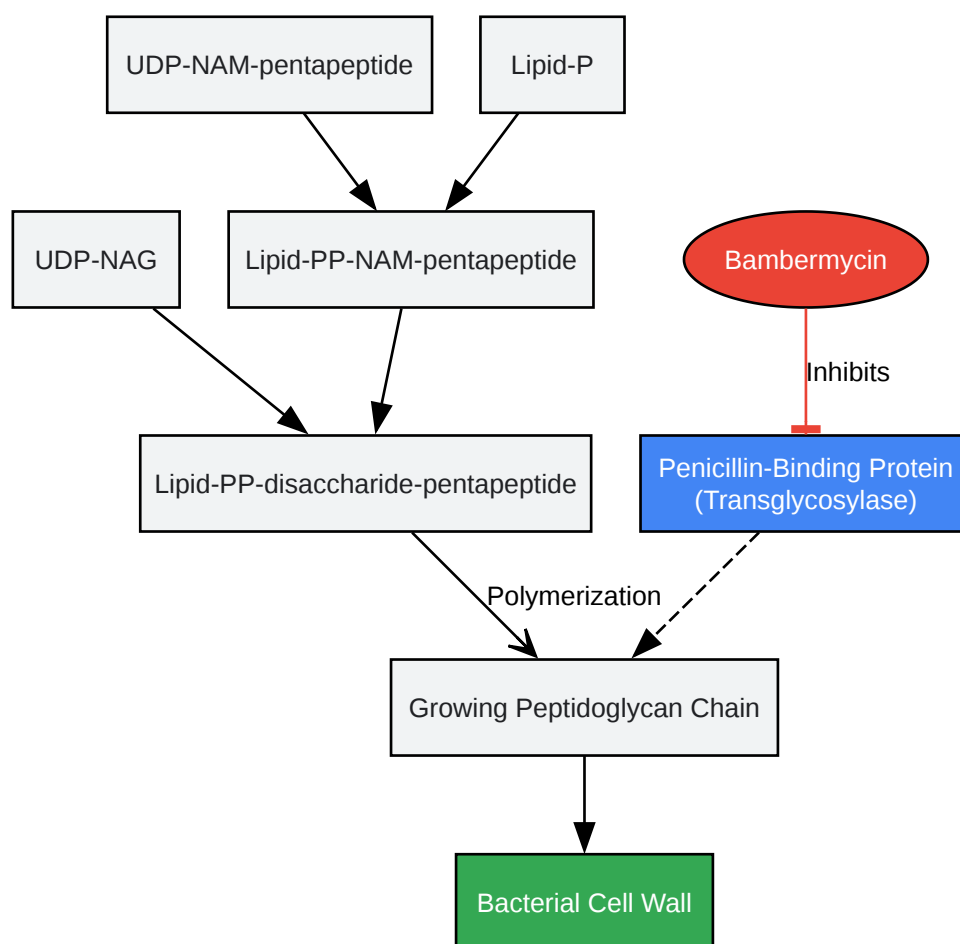 UDP-NAM-pentapeptide
Lipid-P
UDP-NAG
Lipid-PP-NAM-pentapeptide
Bambermycin
Inhibits
Lipid-PP-disaccharide-pentapeptide
Penicillin-Binding Protein
(Transglycosylase)
Polymerization
Growing Peptidoglycan Chain
Bacterial Cell Wall